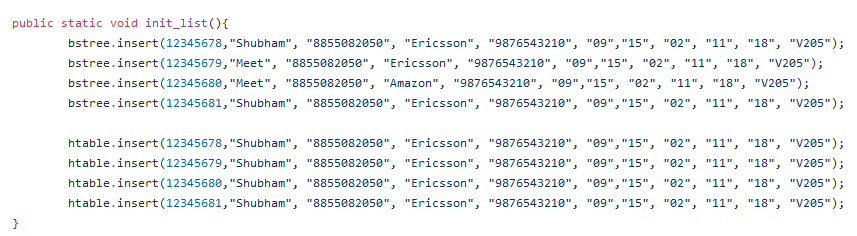 public static void init_list(){
bstree.insert(12345678,"Shubham", "8855082050", "Ericsson", "9876543210", "09","15", "02", "11", "18", "V205");
bstree.insert(12345679,"Meet", "8855082050", "Ericsson", "9876543210", "09","15", "02", "11", "18", "V205");
bstree.insert(12345680,"Meet", "8855082050", "Amazon", "9876543210", "09","15", "02", "11", "18", "V205");
bstree.insert(12345681,"Shubham", "8855082050", "Ericsson", "9876543210", "09","15", "02", "11", "18", "V205");
htable.insert(12345678,"Shubham", "8855082050", "Ericsson", "9876543210", "09","15", "02", "11", "18", "V205");
htable.insert(12345679,"Shubham", "8855082050", "Ericsson", "9876543210", "09","15", "02", "11", "18", "V205");
htable.insert(12345680,"Shubham", "8855082050", "Ericsson", "9876543210", "09","15", "02", "11", "18", "V205");
htable.insert(12345681,"Shubham", "8855082050", "Ericsson", "9876543210", "09","15", "02", "11", "18", "V205");
}